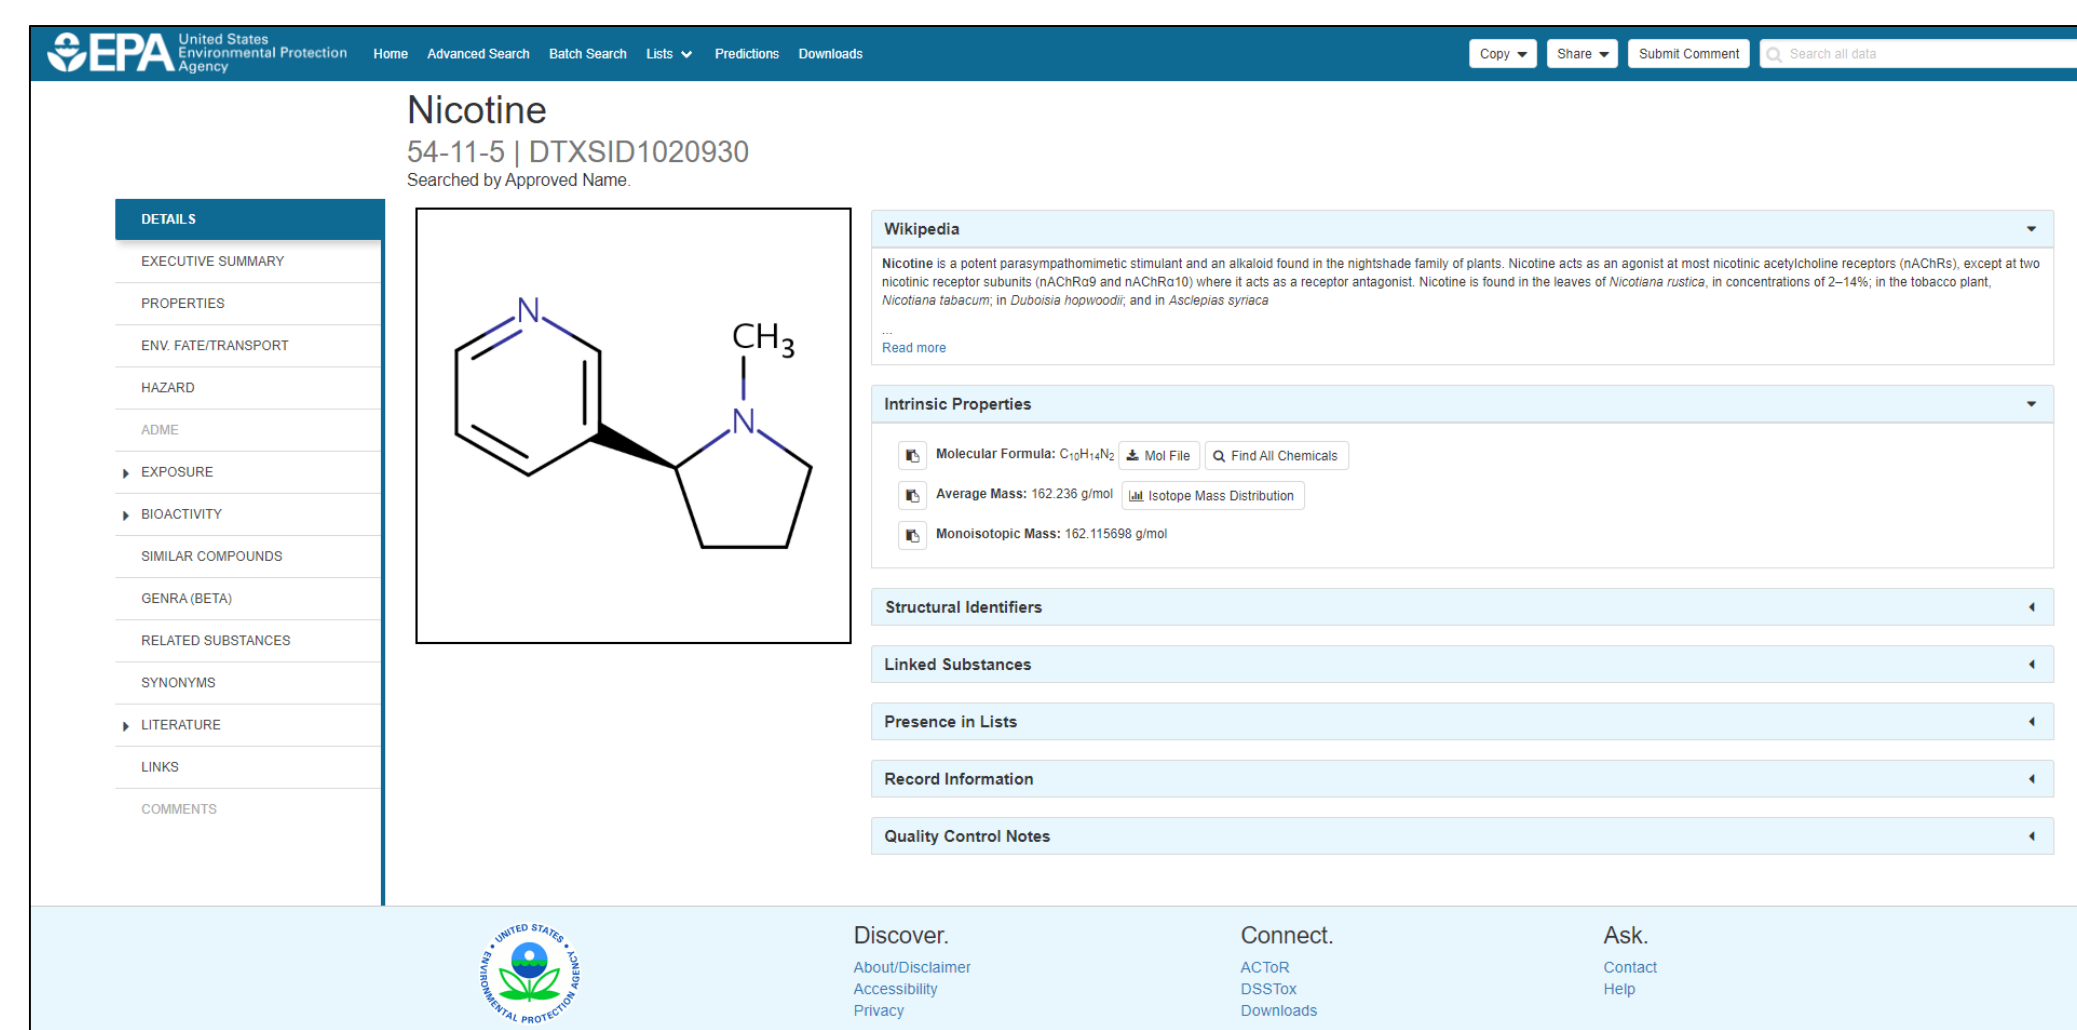 EPA United States
Environmental Protection
Agency
Home Advanced Search Batch Search Lists Predictions Downloads
Copy Share Submit Comment Search all data
Nicotine
54-11-5 | DTXSID1020930
Searched by Approved Name.
DETAILS
EXECUTIVE SUMMARY
PROPERTIES
ENV. FATE/TRANSPORT
HAZARD
ADME
EXPOSURE
BIOACTIVITY
SIMILAR COMPOUNDS
GENRA (BETA)
RELATED SUBSTANCES
SYNONYMS
LITERATURE
LINKS
COMMENTS
N
CH3
N
Wikipedia
Nicotine is a potent parasympathomimetic stimulant and an alkaloid found in the nightshade family of plants. Nicotine acts as an agonist at most nicotinic acetylcholine receptors (nAChRs), except at two
nicotinic receptor subunits (nAChRα9 and nAChRα10) where it acts as a receptor antagonist. Nicotine is found in the leaves of Nicotiana rustica, in concentrations of 2–14%; in the tobacco plant,
Nicotiana tabacum; in Duboisia hopwoodii; and in Asclepias syriaca
...
Read more
Intrinsic Properties
Molecular Formula: C10H14N2 Mol File Find All Chemicals
Average Mass: 162.236 g/mol Isotope Mass Distribution
Monoisotopic Mass: 162.115698 g/mol
Structural Identifiers
Linked Substances
Presence in Lists
Record Information
Quality Control Notes
UNITED STATES
ENVIRONMENTAL PROTECTION AGENCY
Discover.
About/Disclaimer
Accessibility
Privacy
Connect.
ACToR
DSSTox
Downloads
Ask.
Contact
Help